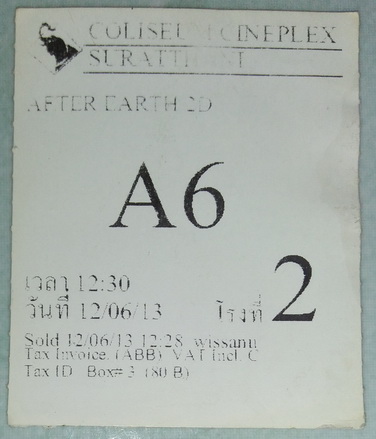 COLISEUM CINEPLEX
SURATTHANI
AFTER EARTH 2D
A6
เวลา 12:30
วันที่ 12/06/13 โรงที่ 2
Sold 12/06/13 12:28 wissanu
Tax Invoice (ABB) VAT Incl. C
Tax ID Box# 3 (80 B)